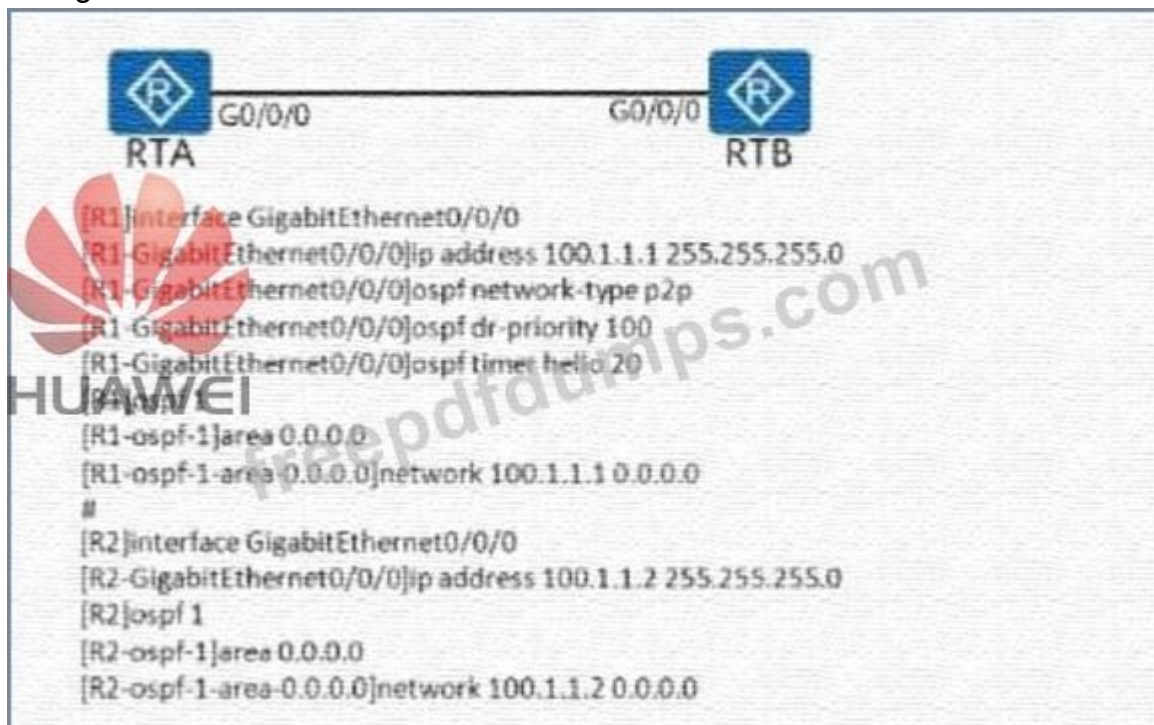 G0/0/0 G0/0/0
RTA RTB
[R1]interface GigabitEthernet0/0/0
[R1-GigabitEthernet0/0/0]ip address 100.1.1.1 255.255.255.0
[R1-GigabitEthernet0/0/0]ospf network-type p2p
[R1-GigabitEthernet0/0/0]ospf dr-priority 100
[R1-GigabitEthernet0/0/0]ospf timer hello 20
HUAWEI
[R1]ospf 1
[R1-ospf-1]area 0.0.0.0
[R1-ospf-1-area-0.0.0.0]network 100.1.1.1 0.0.0.0
#
[R2]interface GigabitEthernet0/0/0
[R2-GigabitEthernet0/0/0]ip address 100.1.1.2 255.255.255.0
[R2]ospf 1
[R2-ospf-1]area 0.0.0.0
[R2-ospf-1-area-0.0.0.0]network 100.1.1.2 0.0.0.0
freepdfdumps.com